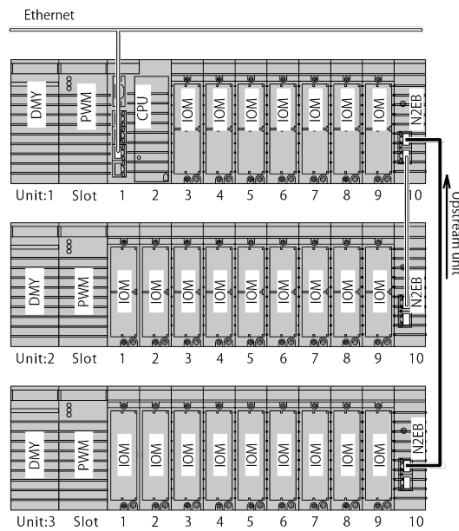 Ethernet
DMY PWM CPU IOM IOM IOM IOM IOM IOM IOM N2EB
Unit:1 Slot 1 2 3 4 5 6 7 8 9 10
Upstream unit
DMY PWM IOM IOM IOM IOM IOM IOM IOM IOM IOM N2EB
Unit:2 Slot 1 2 3 4 5 6 7 8 9 10
DMY PWM IOM IOM IOM IOM IOM IOM IOM IOM IOM N2EB
Unit:3 Slot 1 2 3 4 5 6 7 8 9 10